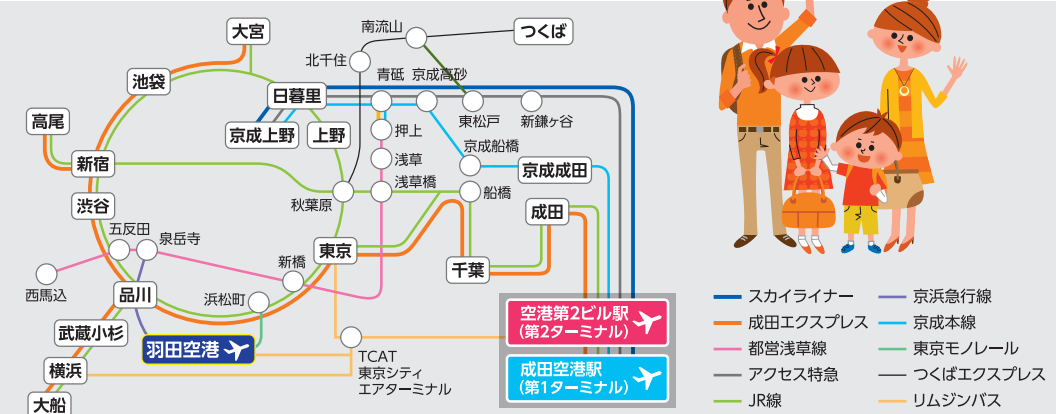 大宮
南流山
つくば
北千住
池袋
青砥
京成高砂
日暮里
高尾
京成上野
上野
押上
東松戸
新鎌ヶ谷
京成船橋
新宿
浅草
京成成田
浅草橋
船橋
秋葉原
渋谷
成田
五反田
泉岳寺
東京
新橋
千葉
西馬込
品川
浜松町
武蔵小杉
羽田空港
横浜
大船
TCAT
東京シティ
エアターミナル
空港第2ビル駅
(第2ターミナル)
成田空港駅
(第1ターミナル)
スカイライナー
成田エクスプレス
都営浅草線
アクセス特急
JR線
京浜急行線
京成本線
東京モノレール
つくばエクスプレス
リムジンバス